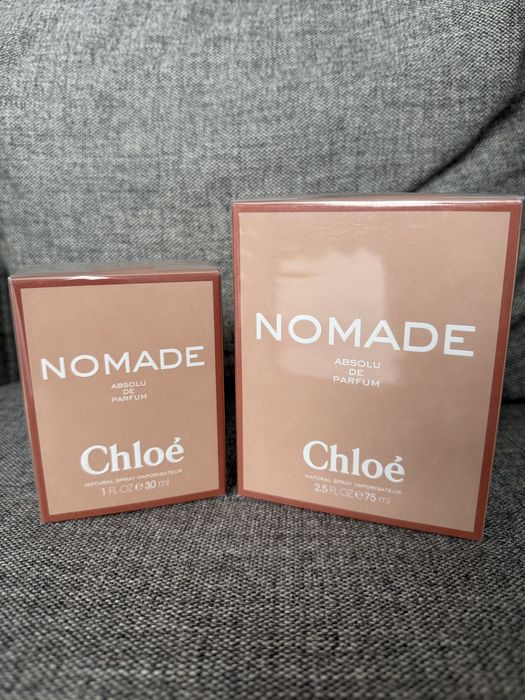 NOMADE
ABSOLU
DE
PARFUM
Chloé
NATURAL SPRAY VAPORISATEUR
1 FL. OZ e 30 ml
NOMADE
ABSOLU
DE
PARFUM
Chloé
NATURAL SPRAY VAPORISATEUR
2.5 FL. OZ e 75 ml